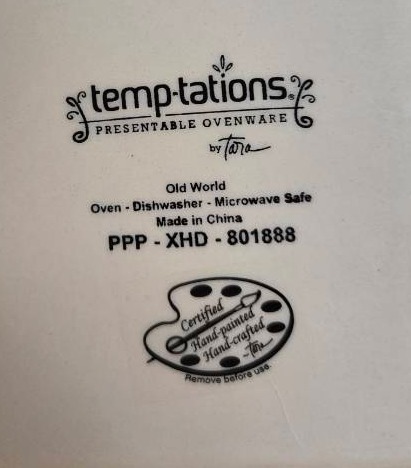 temp-tations®
PRESENTABLE OVENWARE
by Tara
Old World
Oven - Dishwasher - Microwave Safe
Made in China
PPP - XHD - 801888
Certified
Hand-painted
Hand-crafted
~Tara
Remove before use.